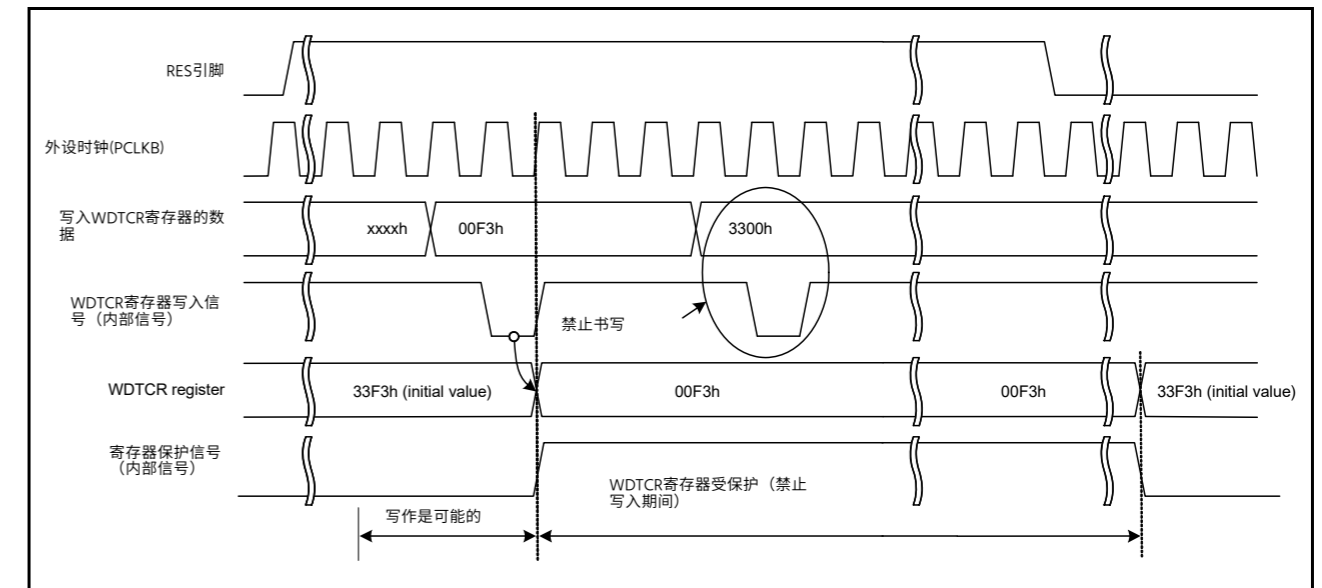 RES引脚
外设时钟(PCLKB)
写入WDTCR寄存器的数
据
xxxxh
00F3h
3300h
WDTCR寄存器写入信
号（内部信号）
禁止书写
WDTCR register
33F3h (initial value)
00F3h
00F3h
33F3h (initial value)
寄存器保护信号
（内部信号）
WDTCR寄存器受保护（禁止
写入期间）
写作是可能的